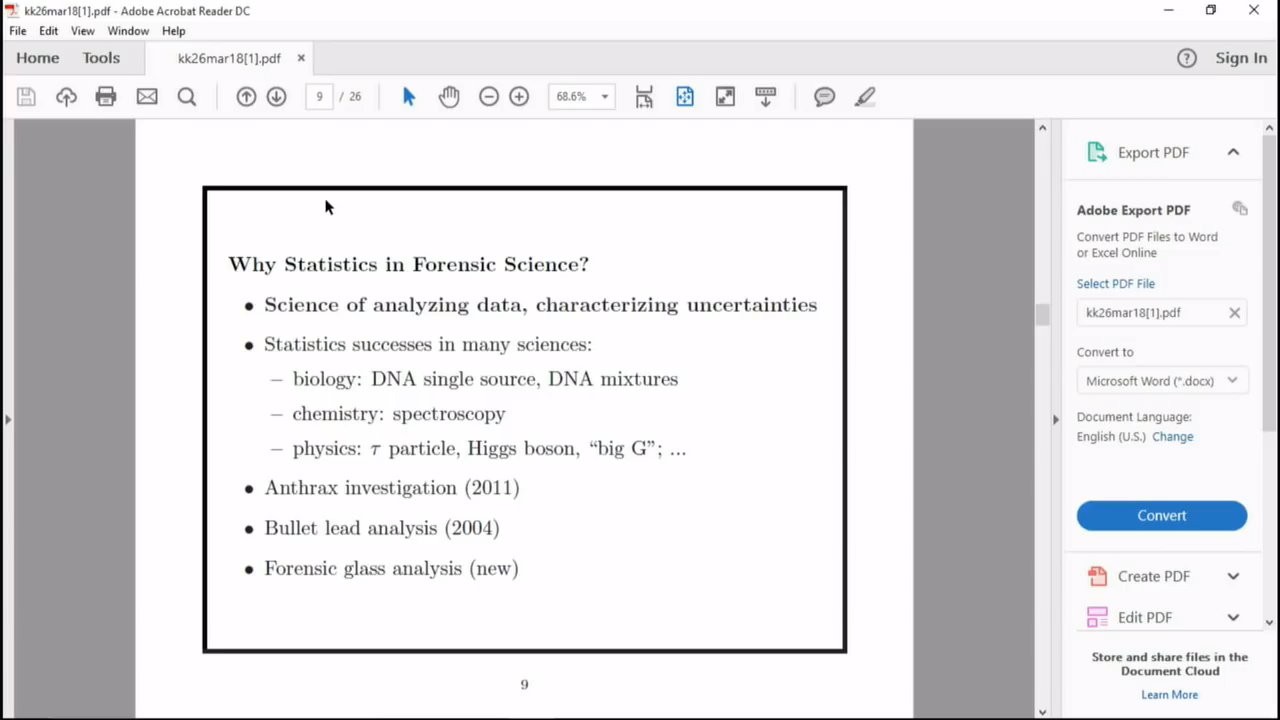 kk26mar18[1].pdf - Adobe Acrobat Reader DC
File Edit View Window Help
Home Tools kk26mar18[1].pdf × Sign In
9 / 26 68.6%
Why Statistics in Forensic Science?
• Science of analyzing data, characterizing uncertainties
• Statistics successes in many sciences:
– biology: DNA single source, DNA mixtures
– chemistry: spectroscopy
– physics: τ particle, Higgs boson, “big G”; ...
• Anthrax investigation (2011)
• Bullet lead analysis (2004)
• Forensic glass analysis (new)
9
Export PDF
Adobe Export PDF
Convert PDF Files to Word
or Excel Online
Select PDF File
kk26mar18[1].pdf
Convert to
Microsoft Word (*.docx)
Document Language:
English (U.S.) Change
Convert
Create PDF
Edit PDF
Store and share files in the
Document Cloud
Learn More